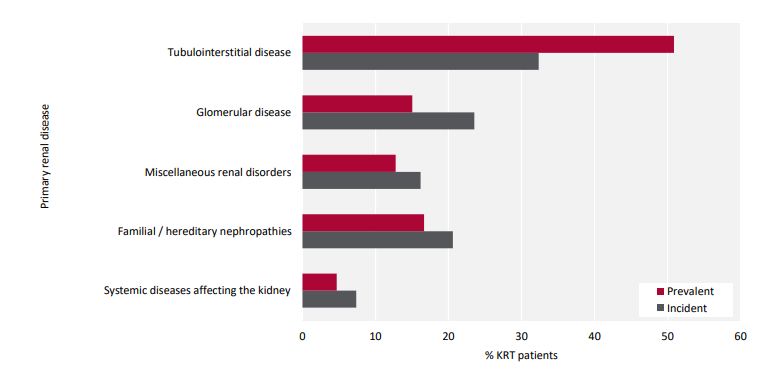 Primary renal disease
Tubulointerstitial disease
Glomerular disease
Miscellaneous renal disorders
Familial / hereditary nephropathies
Systemic diseases affecting the kidney
Prevalent
Incident
0 10 20 30 40 50 60
% KRT patients